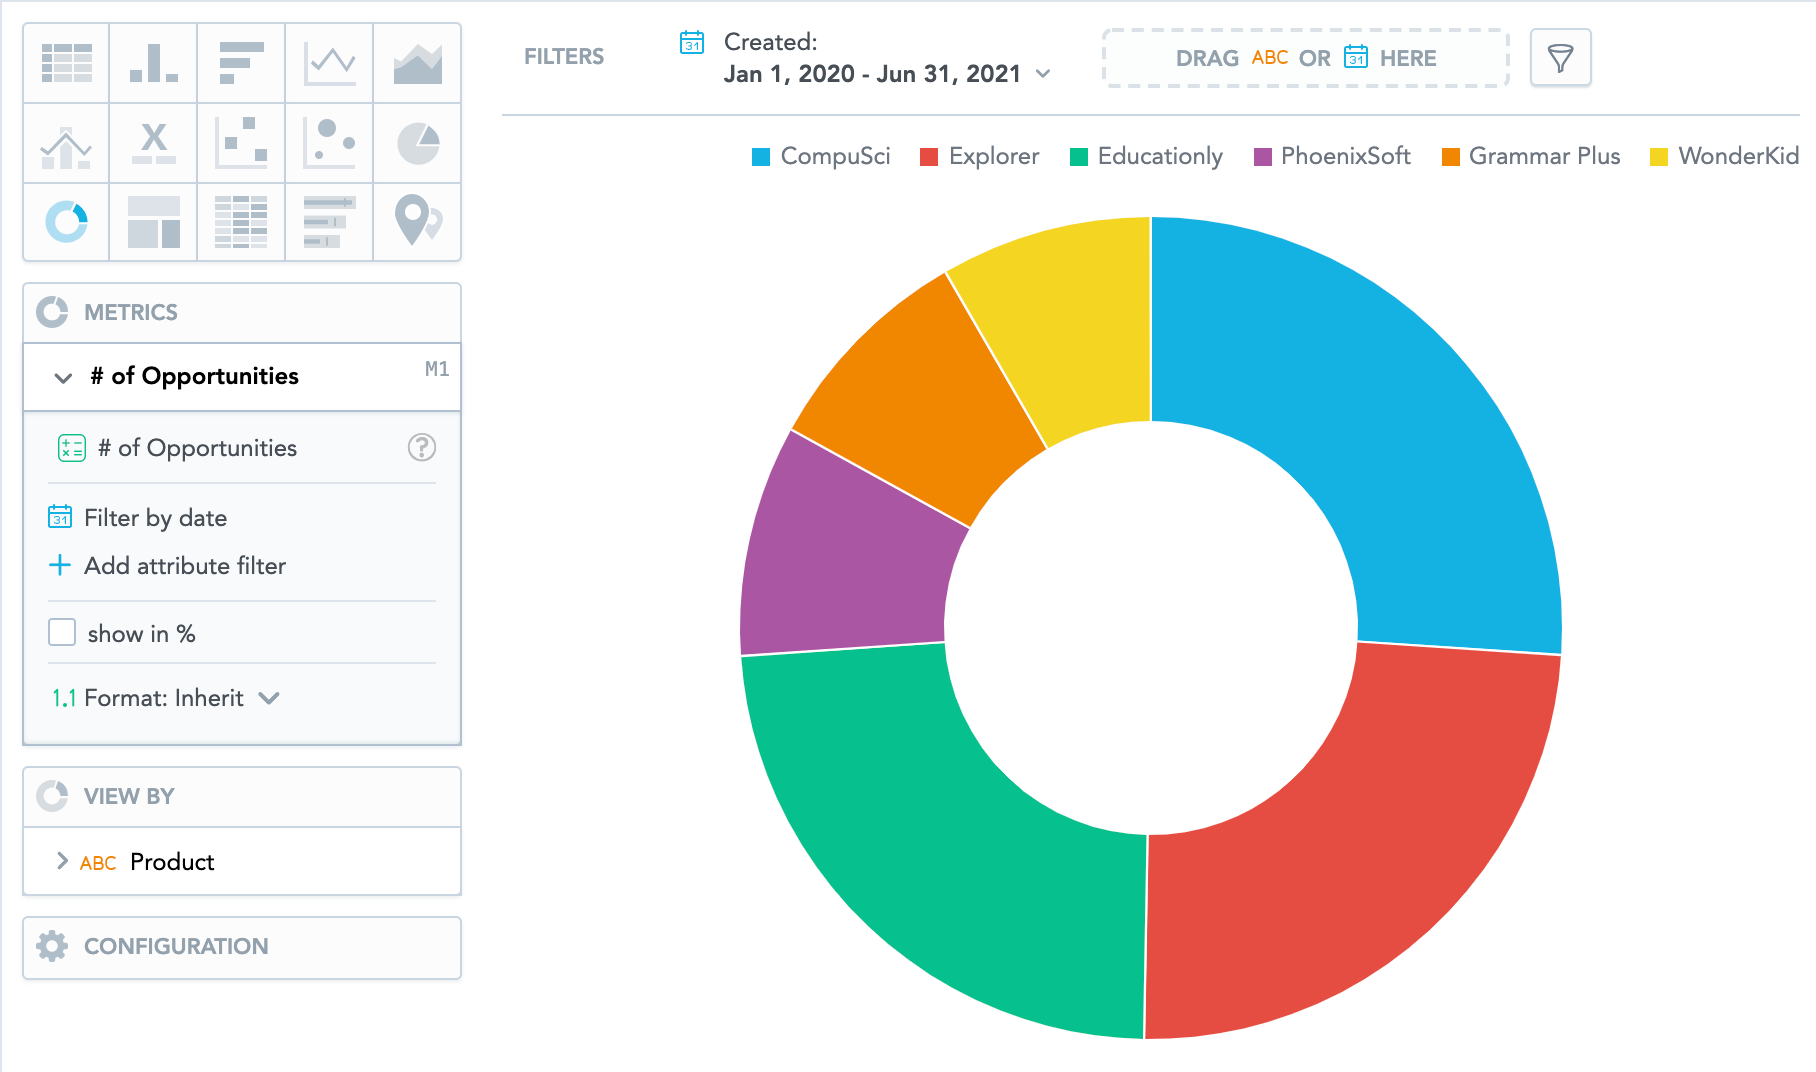 FILTERS
31
Created:
Jan 1, 2020 - Jun 31, 2021
DRAG ABC OR 31 HERE
CompuSci Explorer Educationly PhoenixSoft Grammar Plus WonderKid
X
METRICS
# of Opportunities M1
# of Opportunities ?
31 Filter by date
+ Add attribute filter
show in %
1.1 Format: Inherit
VIEW BY
ABC Product
CONFIGURATION